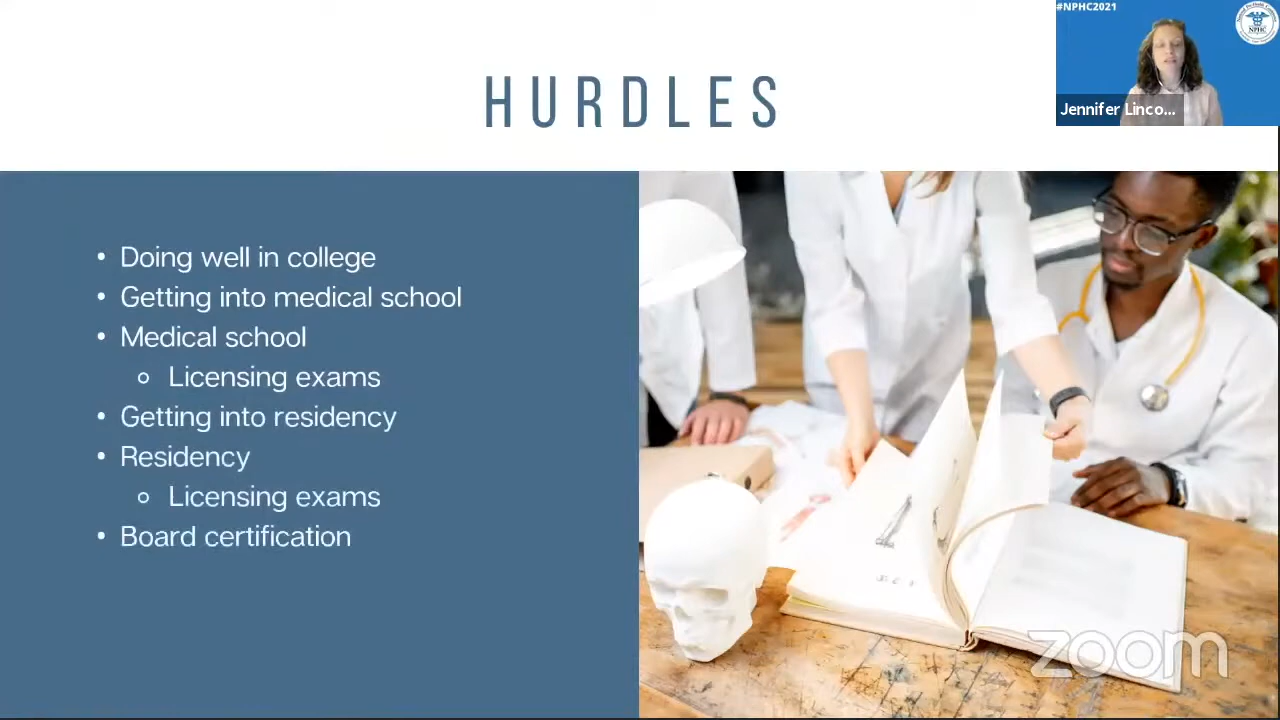 #NPHC2021
NPHC
Jennifer Linco...
HURDLES
• Doing well in college
• Getting into medical school
• Medical school
○ Licensing exams
• Getting into residency
• Residency
○ Licensing exams
• Board certification
zoom